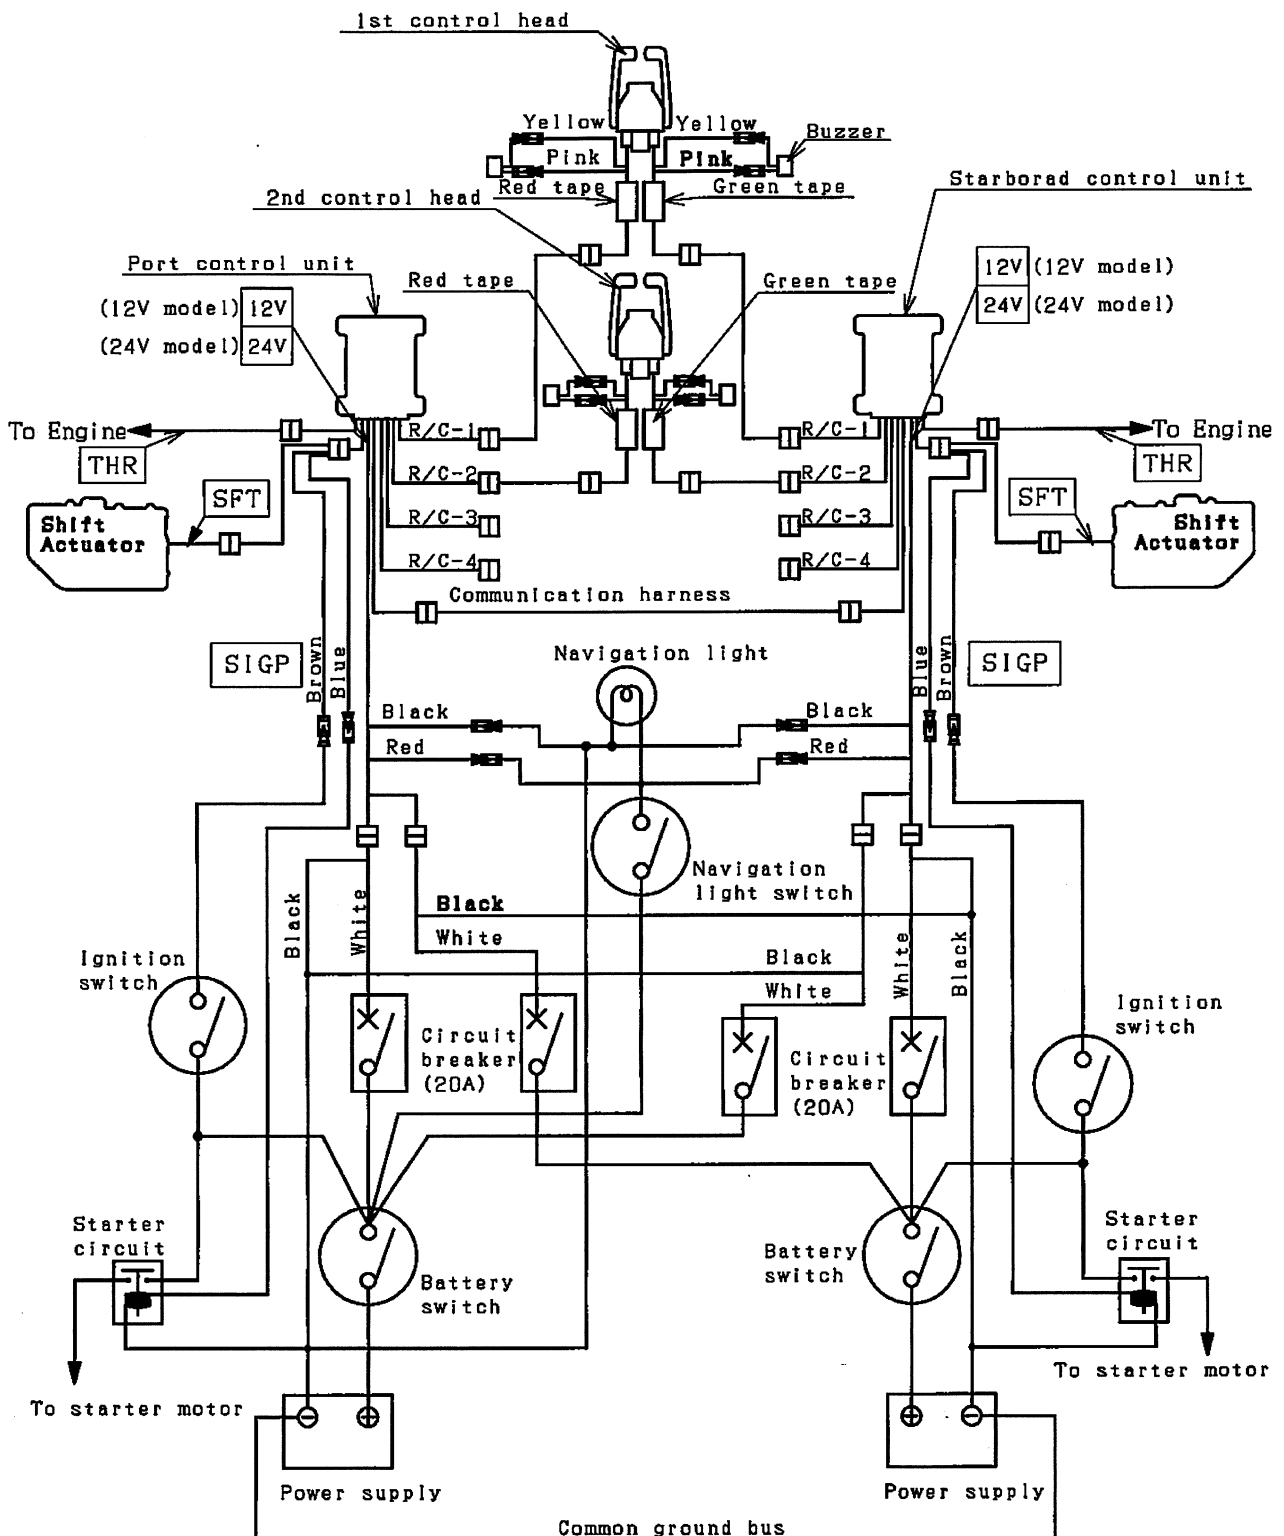 1st control head
Yellow
Yellow
Buzzer
Pink
Pink
Red tape
Green tape
2nd control head
Starborad control unit
Port control unit
Red tape
Green tape
12V (12V model)
24V (24V model)
(12V model) 12V
(24V model) 24V
To Engine
THR
R/C-1
R/C-1
To Engine
THR
SFT
R/C-2
R/C-2
SFT
Shift
Actuator
R/C-3
R/C-3
Shift
Actuator
R/C-4
R/C-4
Communication harness
SIGP
Brown
Blue
Navigation light
Blue
Brown
SIGP
Black
Black
Red
Red
Navigation
light switch
Black
White
Black
White
Black
White
White
Black
Ignition
switch
Ignition
switch
Circuit
breaker
(20A)
Circuit
breaker
(20A)
Starter
circuit
Battery
switch
Battery
switch
Starter
circuit
To starter motor
To starter motor
Power supply
Power supply
Common ground bus